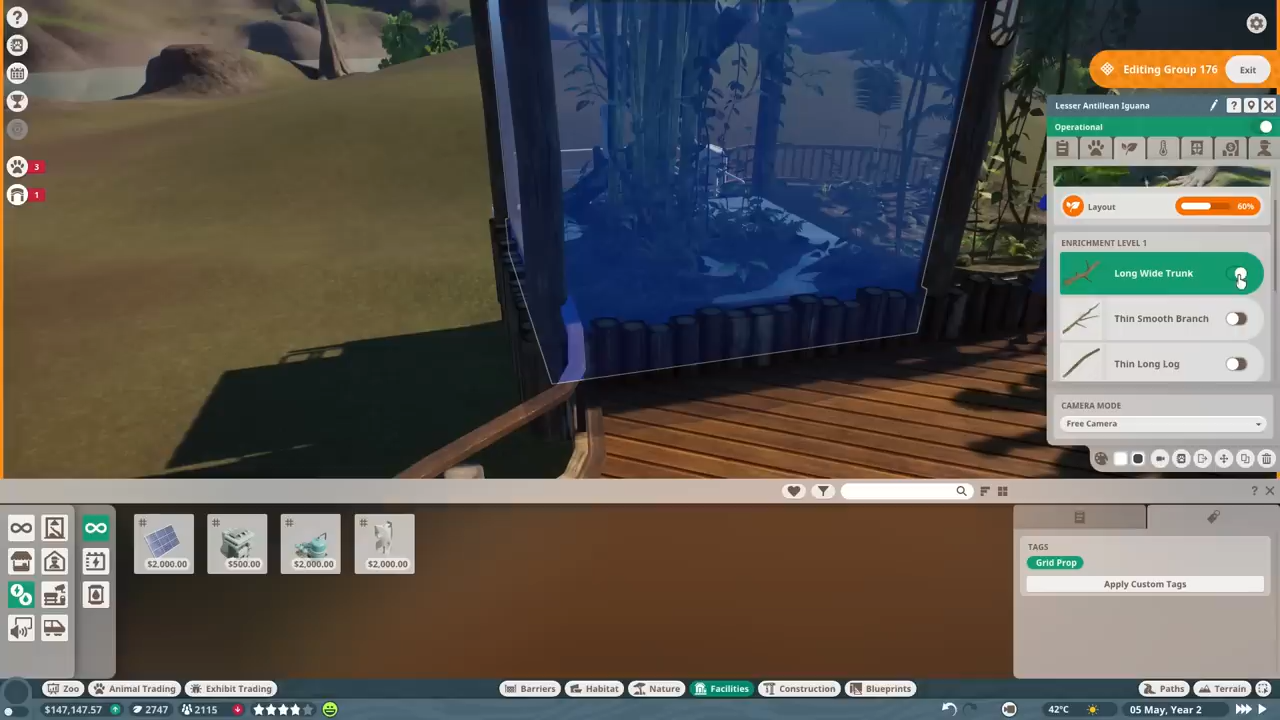 Editing Group 176
Exit
Lesser Antillean Iguana
Operational
3
1
Layout
60%
ENRICHMENT LEVEL 1
Long Wide Trunk
Thin Smooth Branch
Thin Long Log
CAMERA MODE
Free Camera
#
$2,000.00
#
$500.00
#
$2,000.00
#
$2,000.00
TAGS
Grid Prop
Apply Custom Tags
Zoo
Animal Trading
Exhibit Trading
Barriers
Habitat
Nature
Facilities
Construction
Blueprints
Paths
Terrain
$147,147.57
2747
2115
42°C
05 May, Year 2